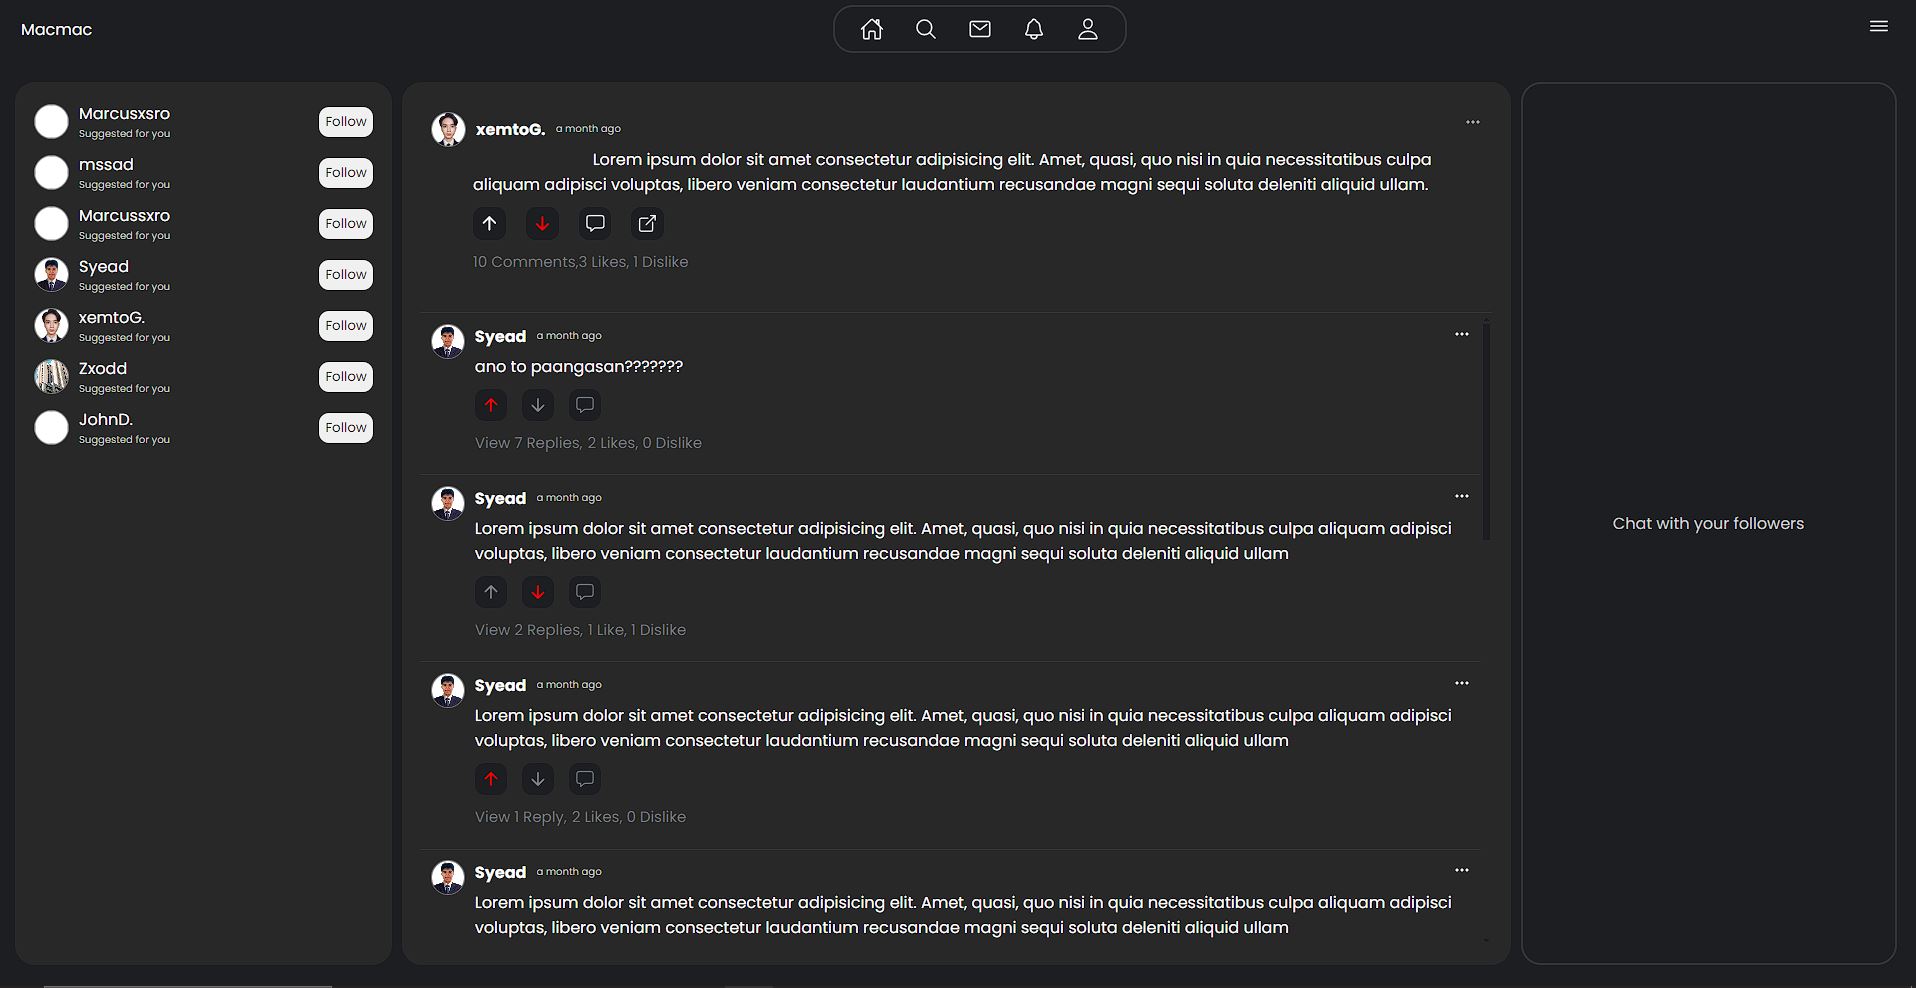 Macmac
Marcusxsro
Suggested for you
Follow
mssad
Suggested for you
Follow
Marcussxro
Suggested for you
Follow
Syead
Suggested for you
Follow
xemtoG.
Suggested for you
Follow
Zxodd
Suggested for you
Follow
JohnD.
Suggested for you
Follow
xemtoG. a month ago
Lorem ipsum dolor sit amet consectetur adipisicing elit. Amet, quasi, quo nisi in quia necessitatibus culpa
aliquam adipisci voluptas, libero veniam consectetur laudantium recusandae magni sequi soluta deleniti aliquid ullam.
10 Comments,3 Likes, 1 Dislike
Syead a month ago
ano to paangasan???????
View 7 Replies, 2 Likes, 0 Dislike
Syead a month ago
Lorem ipsum dolor sit amet consectetur adipisicing elit. Amet, quasi, quo nisi in quia necessitatibus culpa aliquam adipisci
voluptas, libero veniam consectetur laudantium recusandae magni sequi soluta deleniti aliquid ullam
View 2 Replies, 1 Like, 1 Dislike
Syead a month ago
Lorem ipsum dolor sit amet consectetur adipisicing elit. Amet, quasi, quo nisi in quia necessitatibus culpa aliquam adipisci
voluptas, libero veniam consectetur laudantium recusandae magni sequi soluta deleniti aliquid ullam
View 1 Reply, 2 Likes, 0 Dislike
Syead a month ago
Lorem ipsum dolor sit amet consectetur adipisicing elit. Amet, quasi, quo nisi in quia necessitatibus culpa aliquam adipisci
voluptas, libero veniam consectetur laudantium recusandae magni sequi soluta deleniti aliquid ullam
Chat with your followers